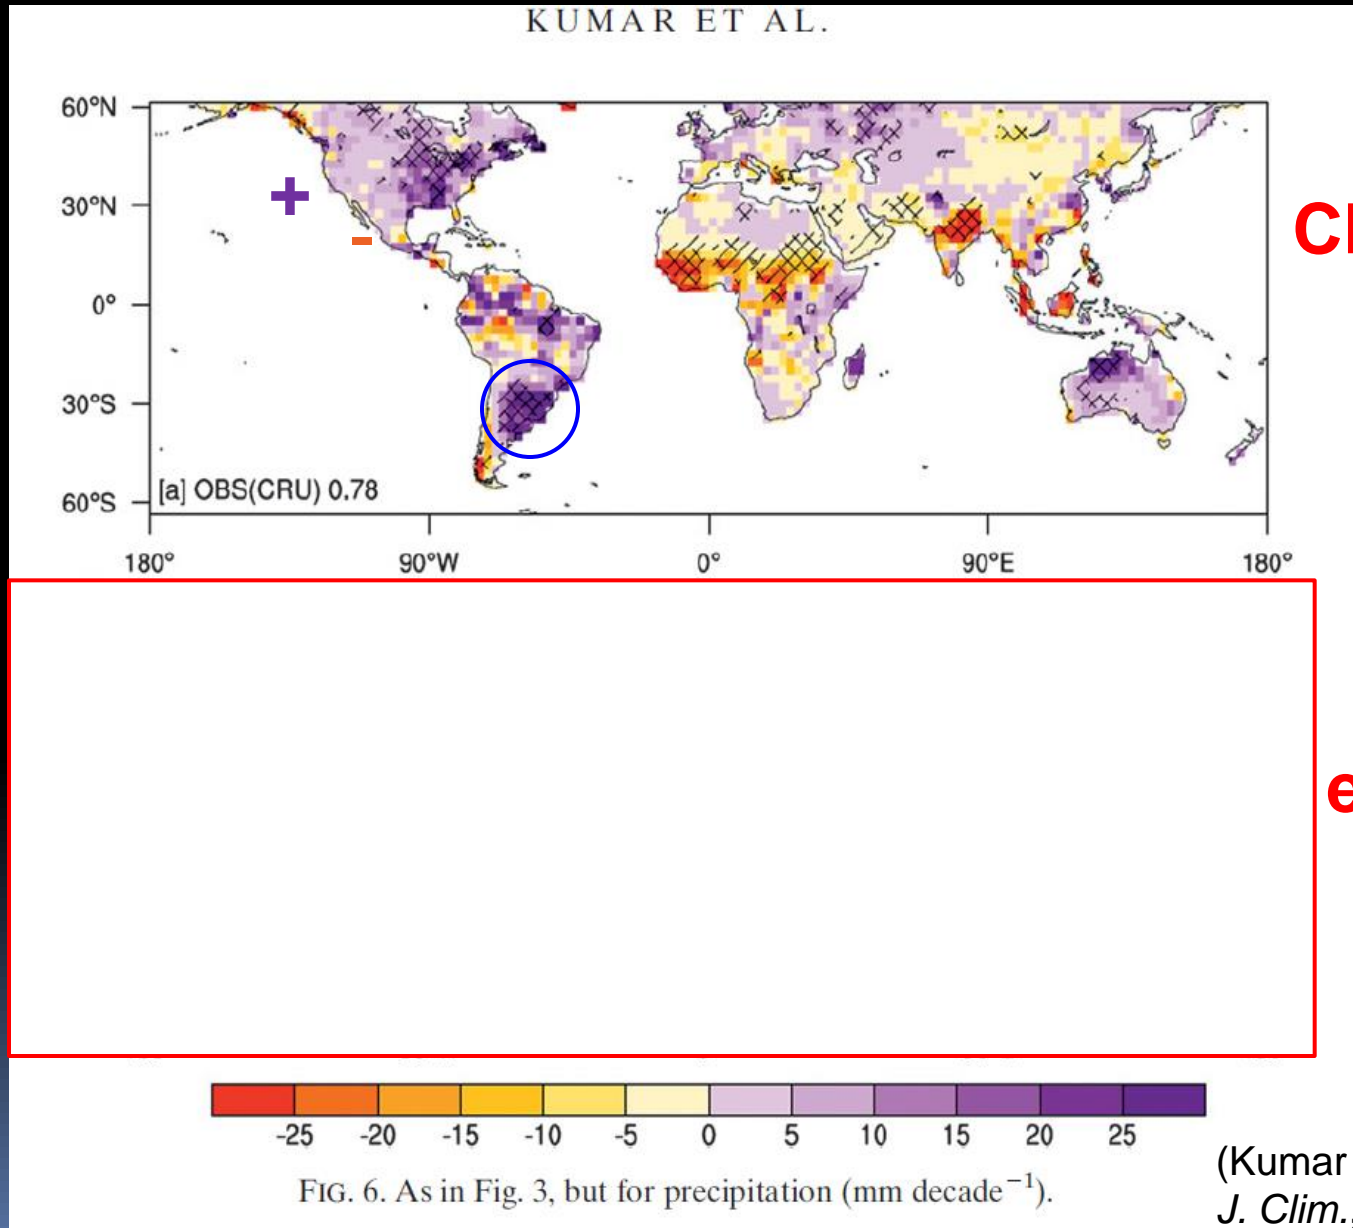 KUMAR ET AL.
60°N
30°N
0°
30°S
60°S
+
-
[a] OBS(CRU) 0.78
180° 90°W 0° 90°E 180°
-25 -20 -15 -10 -5 0 5 10 15 20 25
FIG. 6. As in Fig. 3, but for precipitation (mm decade⁻¹).
(Kumar
J. Clim.